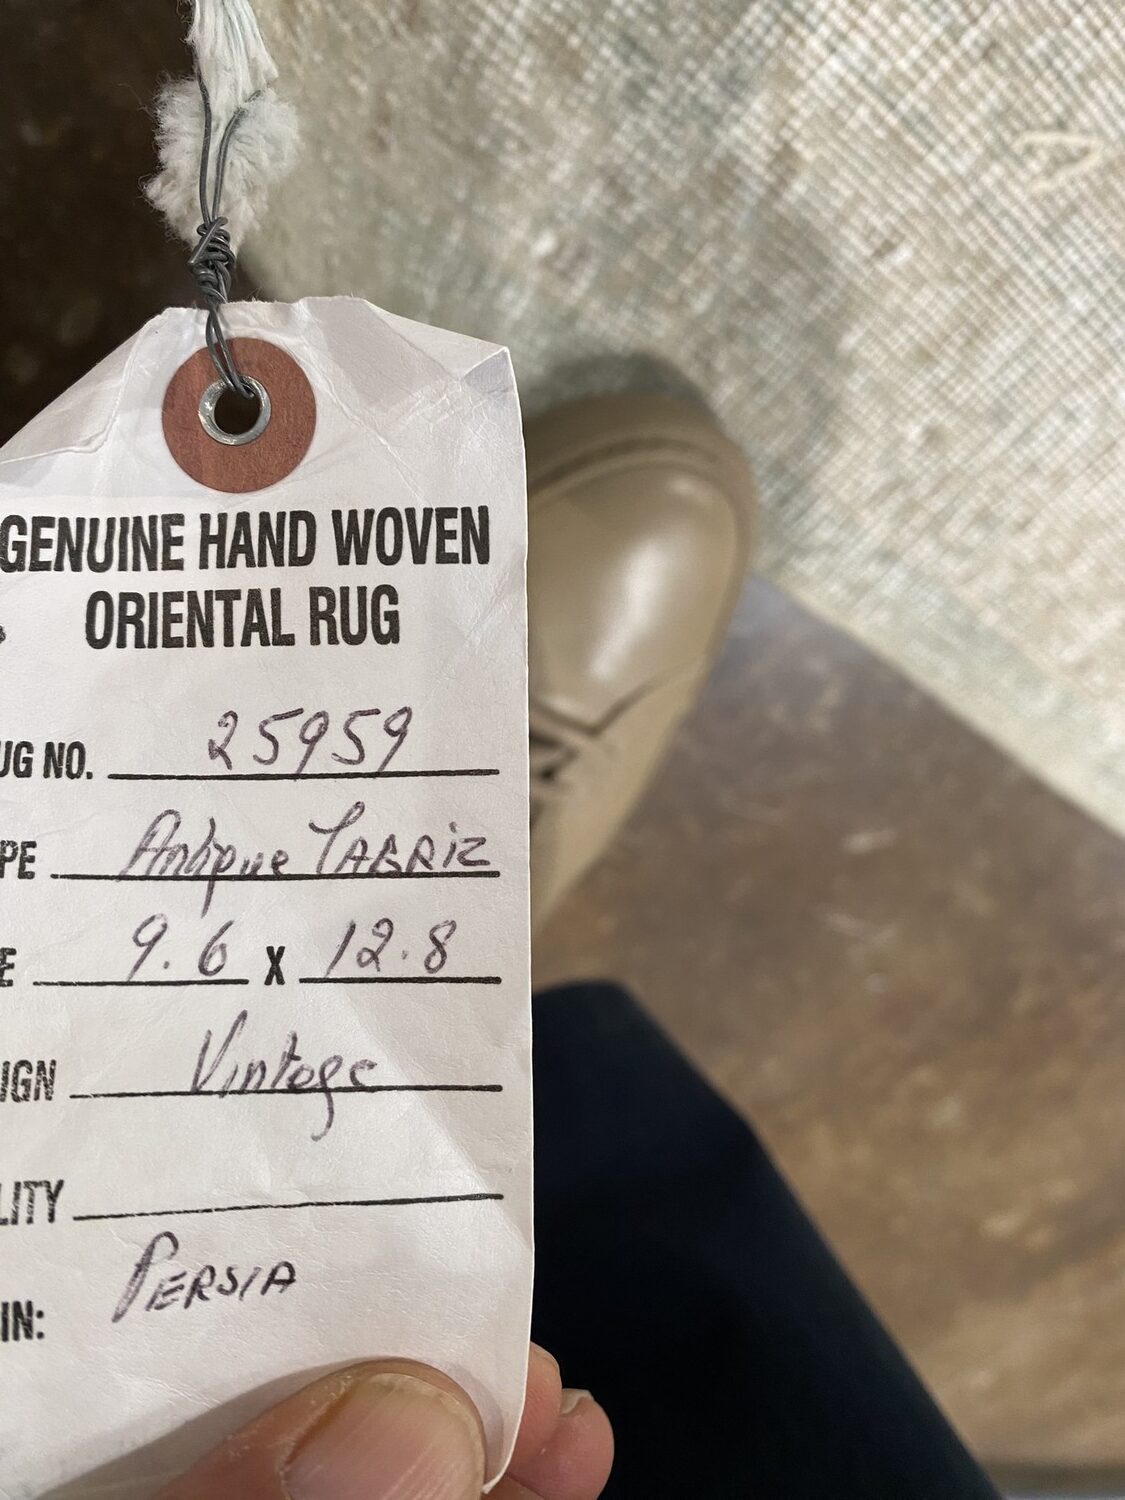 GENUINE HAND WOVEN
ORIENTAL RUG
UG NO. 25959
PE Antique TABRIZ
E 9.6 X 12.8
IGN Vintage
LITY
PERSIA
IN: